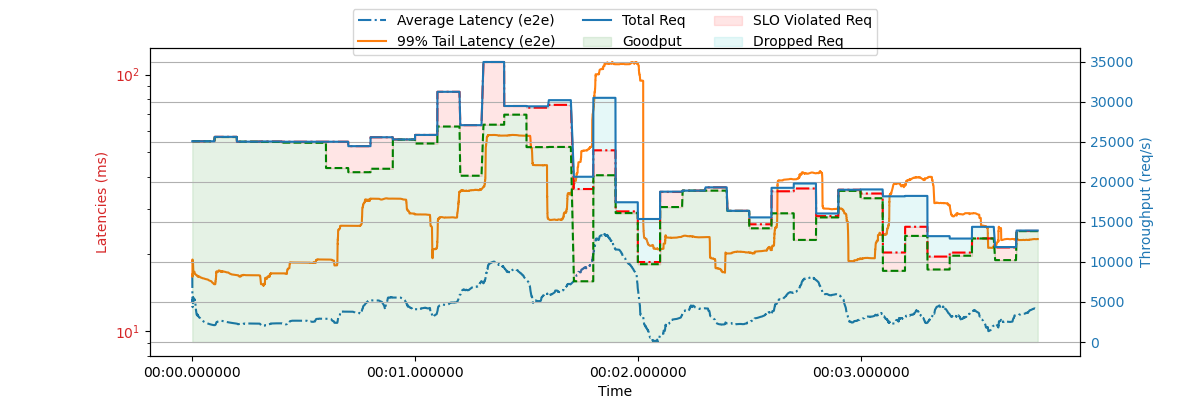 Average Latency (e2e)
99% Tail Latency (e2e)
Total Req
Goodput
SLO Violated Req
Dropped Req
10²
10¹
Latencies (ms)
35000
30000
25000
20000
15000
10000
5000
0
Throughput (req/s)
00:00.000000
00:01.000000
00:02.000000
00:03.000000
Time